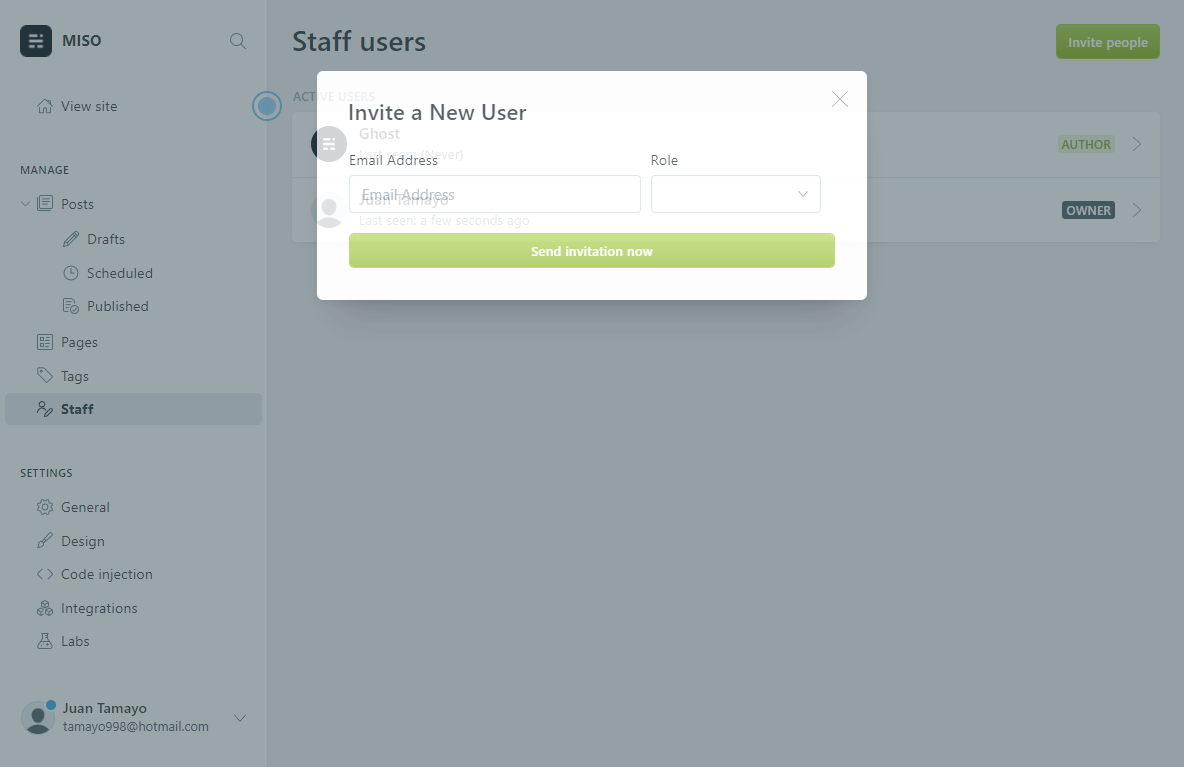 MISO
View site
MANAGE
Posts
Drafts
Scheduled
Published
Pages
Tags
Staff
SETTINGS
General
Design
Code injection
Integrations
Labs
Juan Tamayo
tamayo998@hotmail.com
Staff users
Invite people
ACTIVE USERS
Invite a New User
Ghost
Last seen: (Never)
AUTHOR
Email Address
Role
Email Address
Juan Tamayo
Last seen: a few seconds ago
OWNER
Send invitation now